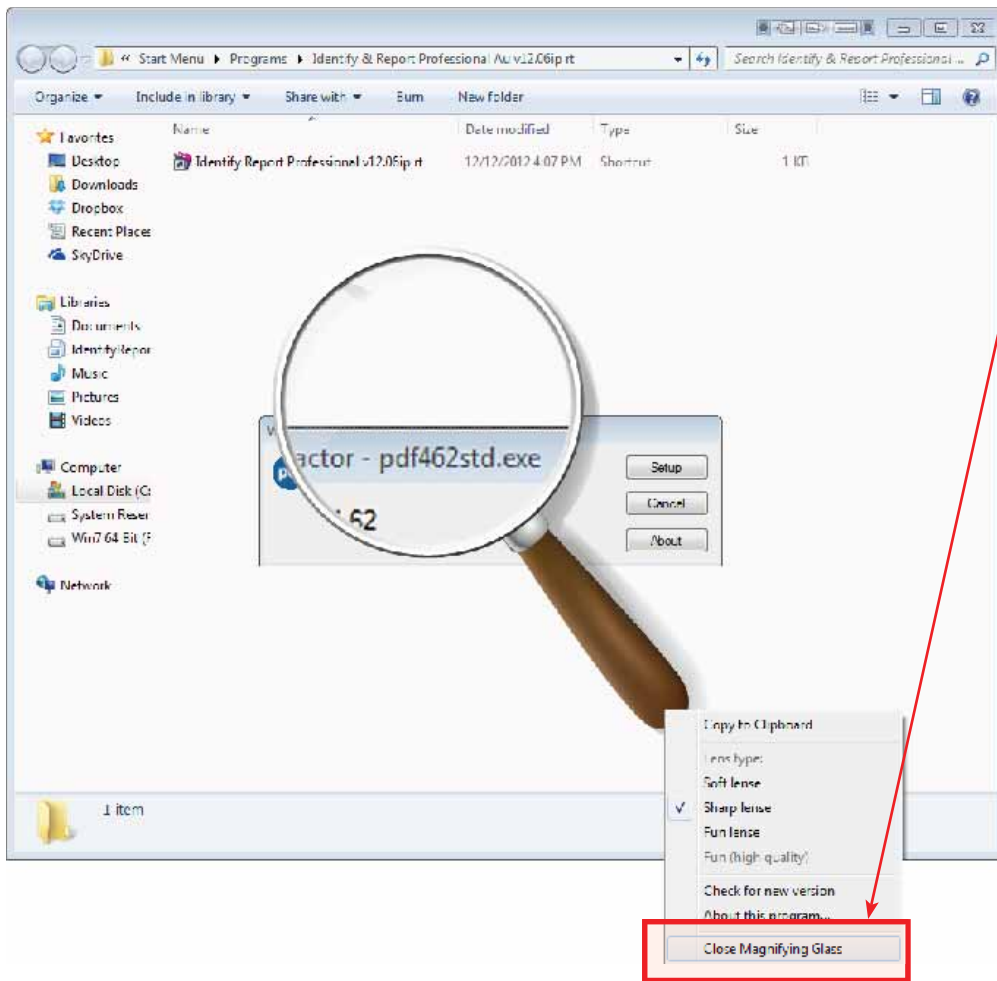 « Start Menu ▸ Programs ▸ Identify & Report Professional Au v12.06ip rt
Search Identify & Report Professional ...
Organize
Include in library
Share with
Burn
New folder
Name
Date modified
Type
Size
Identify Report Professional v12.06ip rt
12/12/2012 4:07 PM
Shortcut
1 KB
Favorites
Desktop
Downloads
Dropbox
Recent Places
SkyDrive
Libraries
Documents
IdentifyRepor
Music
Pictures
Videos
Computer
Local Disk (C:
System Reser
Win7 64 Bit (F
Network
actor - pdf462std.exe
.62
Setup
Cancel
About
Copy to Clipboard
Lens type:
Soft lense
Sharp lense
Fun lense
Fun (high quality)
Check for new version
About this program...
Close Magnifying Glass
1 item